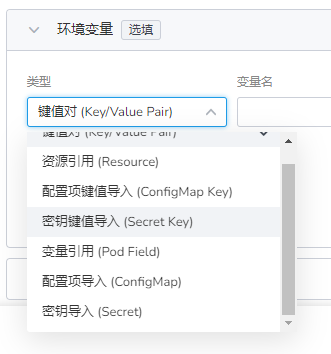 环境变量 选填
类型 变量名
键值对 (Key/Value Pair)
键值对 (Key/Value Pair)
资源引用 (Resource)
配置项键值导入 (ConfigMap Key)
密钥键值导入 (Secret Key)
变量引用 (Pod Field)
配置项导入 (ConfigMap)
密钥导入 (Secret)